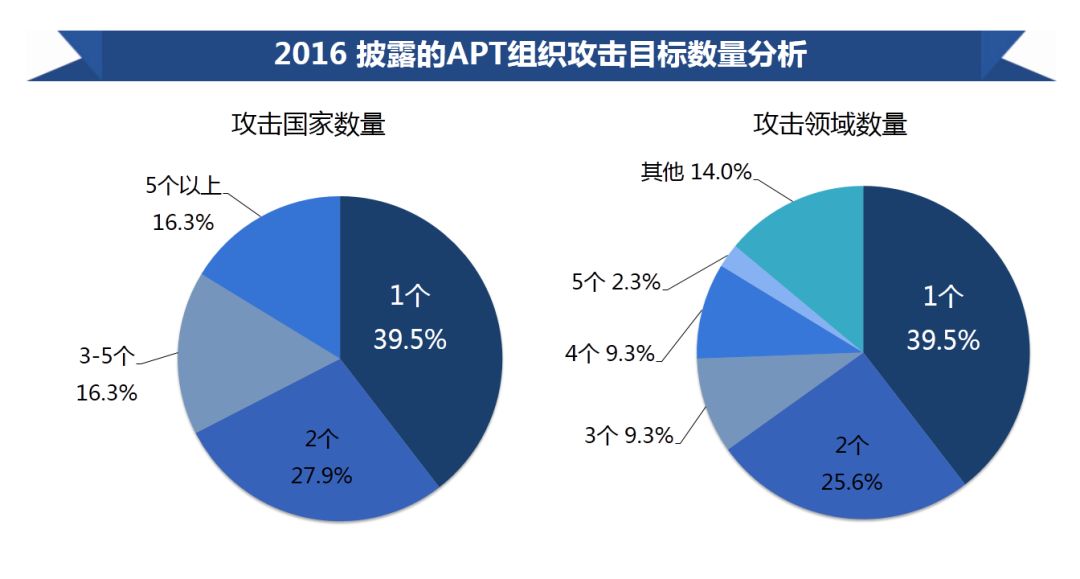 2016 披露的APT组织攻击目标数量分析
攻击国家数量
5个以上
16.3%
1个
39.5%
3-5个
16.3%
2个
27.9%
攻击领域数量
其他 14.0%
5个 2.3%
1个
39.5%
4个 9.3%
3个 9.3%
2个
25.6%